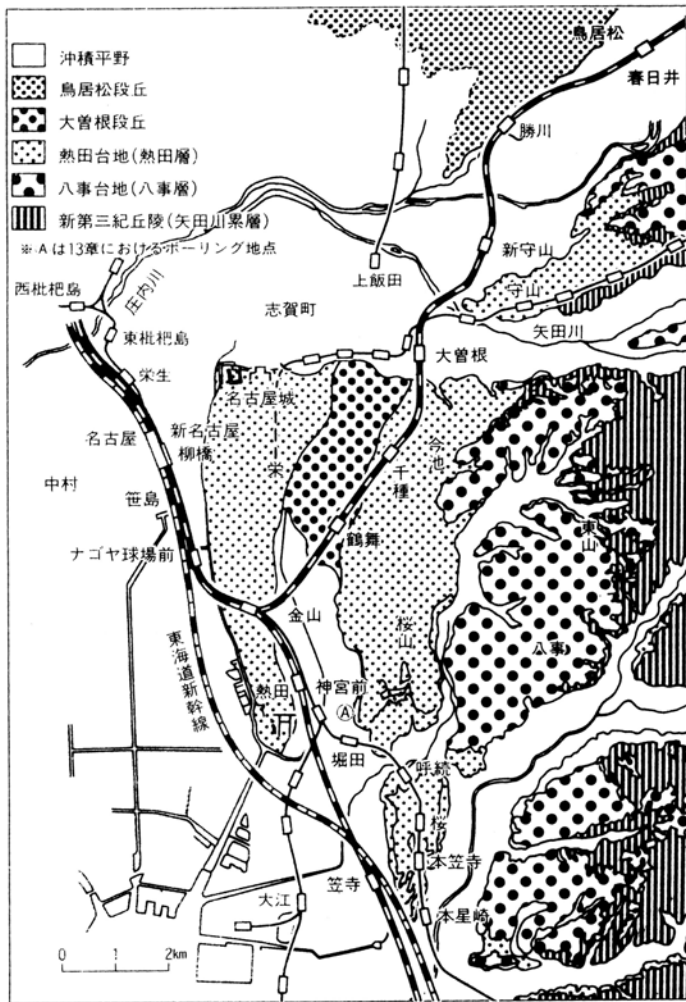 沖積平野
鳥居松段丘
大曽根段丘
熱田台地(熱田層)
八事台地(八事層)
新第三紀丘陵(矢田川累層)
※Aは13章におけるボーリング地点
鳥居松
春日井
勝川
新守山
守山
上飯田
西枇杷島
庄内川
志賀町
矢田川
東枇杷島
大曽根
栄生
名古屋城
名古屋
新名古屋
柳橋
栄
千種
今池
中村
笹島
東山
鶴舞
ナゴヤ球場前
金山
桜山
八事
東海道新幹線
熱田
神宮前
A
堀田
呼続
桜
本笠寺
笠寺
大江
本星崎
0 1 2km